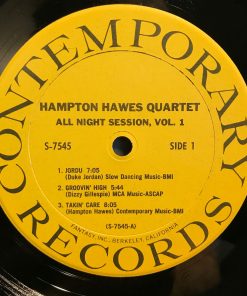 CONTEMPORARY
RECORDS
HAMPTON HAWES QUARTET
ALL NIGHT SESSION, VOL. 1
S-7545
SIDE 1
1. JORDU 7:05
(Duke Jordan) Slow Dancing Music-BMI
2. GROOVIN' HIGH 5:44
(Dizzy Gillespie) MCA Music-ASCAP
3. TAKIN' CARE 8:05
(Hampton Hawes) Contemporary Music-BMI
(S-7545-A)
FANTASY, INC., BERKELEY, CALIFORNIA